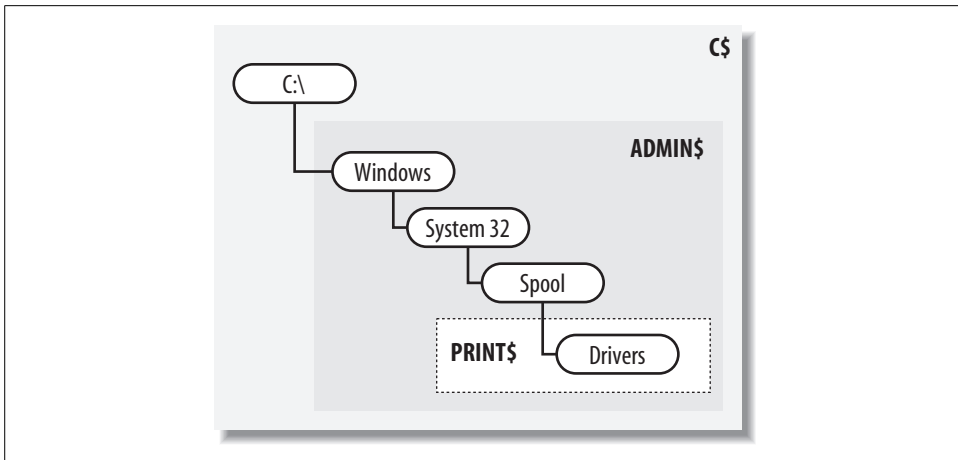 C$
C:\
ADMIN$
Windows
System 32
Spool
PRINT$
Drivers